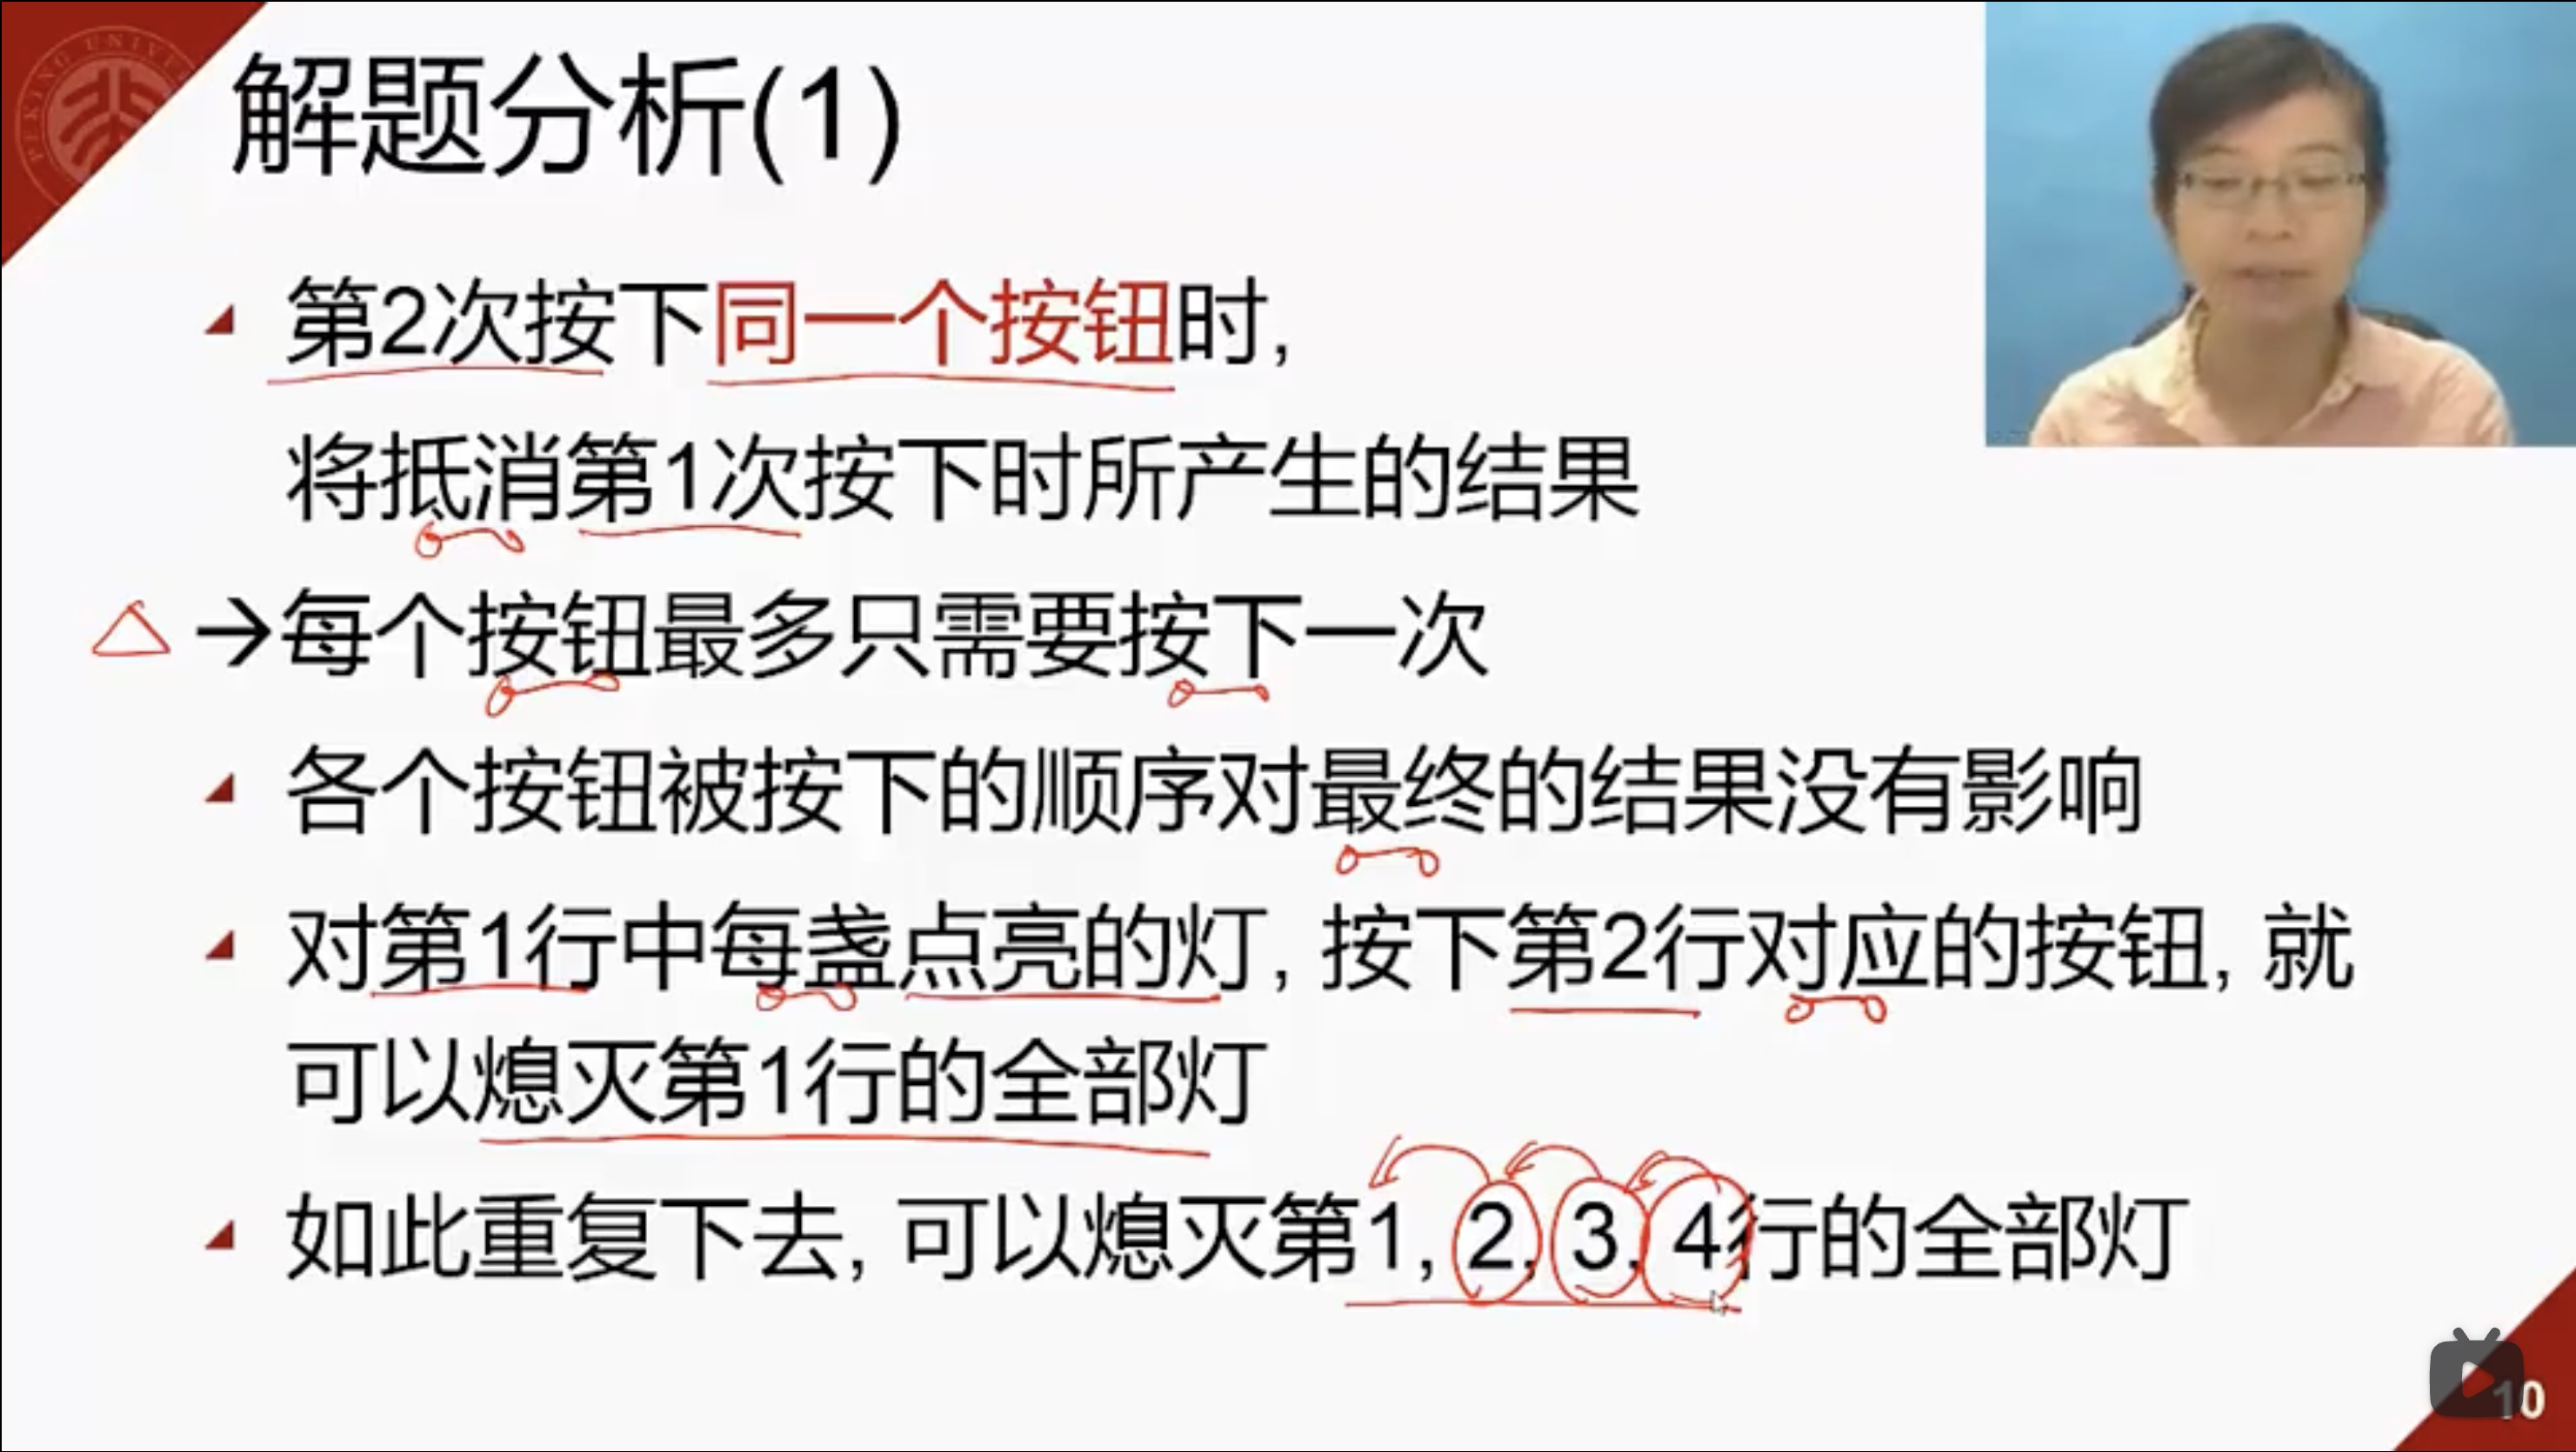 解题分析(1)
第2次按下同一个按钮时,
将抵消第1次按下时所产生的结果
→每个按钮最多只需要按下一次
各个按钮被按下的顺序对最终的结果没有影响
对第1行中每盏点亮的灯, 按下第2行对应的按钮, 就
可以熄灭第1行的全部灯
如此重复下去, 可以熄灭第1, 2, 3, 4行的全部灯
10